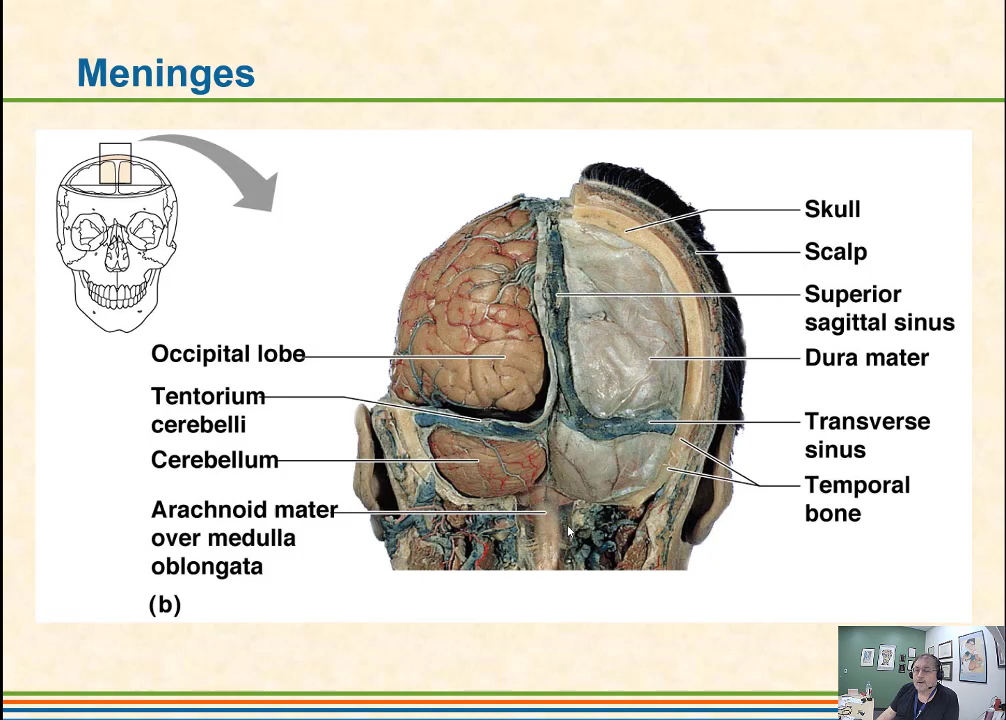 Meninges
Skull
Scalp
Superior
sagittal sinus
Dura mater
Transverse
sinus
Temporal
bone
Occipital lobe
Tentorium
cerebelli
Cerebellum
Arachnoid mater
over medulla
oblongata
(b)